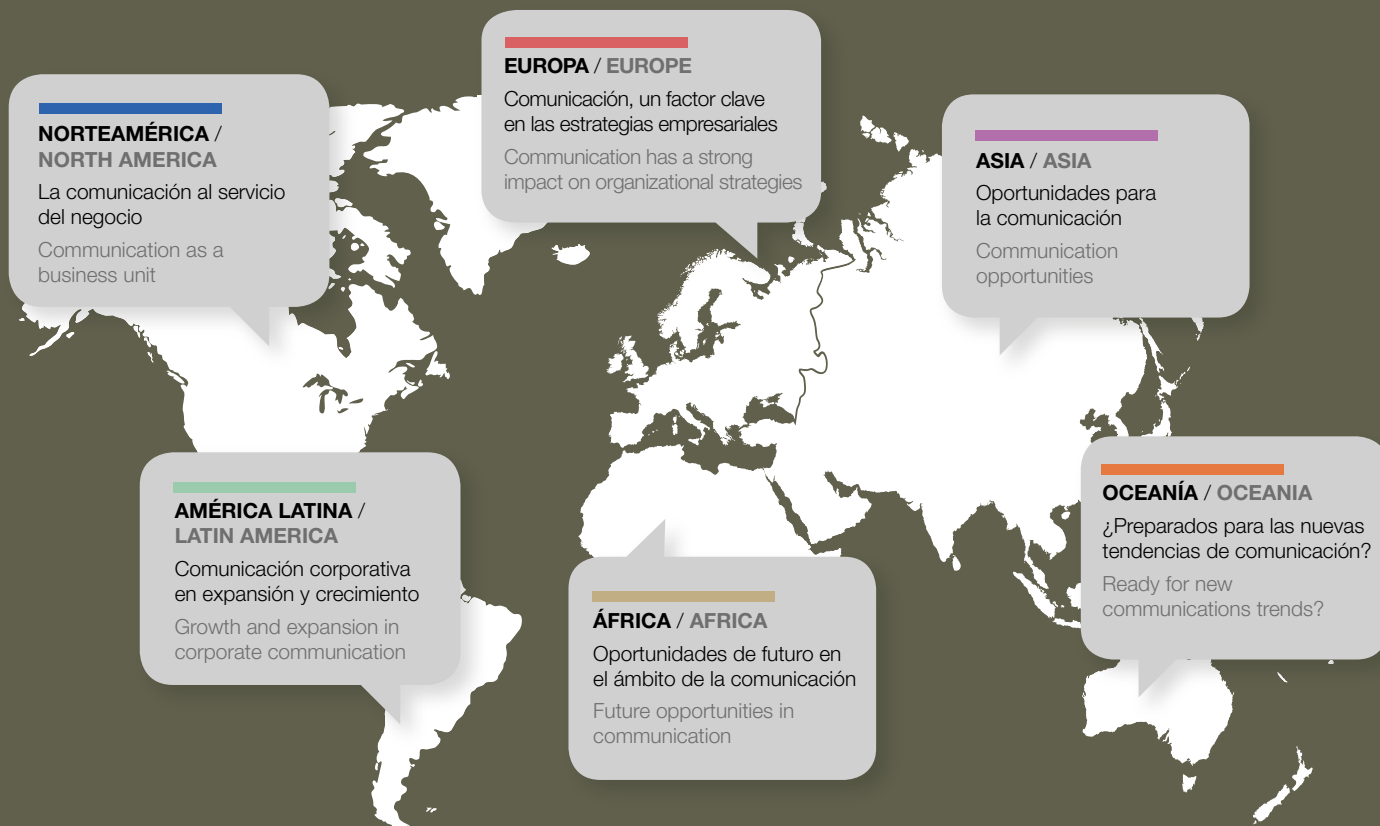 NORTEAMÉRICA /
NORTH AMERICA
La comunicación al servicio
del negocio
Communication as a
business unit
EUROPA / EUROPE
Comunicación, un factor clave
en las estrategias empresariales
Communication has a strong
impact on organizational strategies
ASIA / ASIA
Oportunidades para
la comunicación
Communication
opportunities
AMÉRICA LATINA /
LATIN AMERICA
Comunicación corporativa
en expansión y crecimiento
Growth and expansion in
corporate communication
ÁFRICA / AFRICA
Oportunidades de futuro en
el ámbito de la comunicación
Future opportunities in
communication
OCEANÍA / OCEANIA
¿Preparados para las nuevas
tendencias de comunicación?
Ready for new
communications trends?